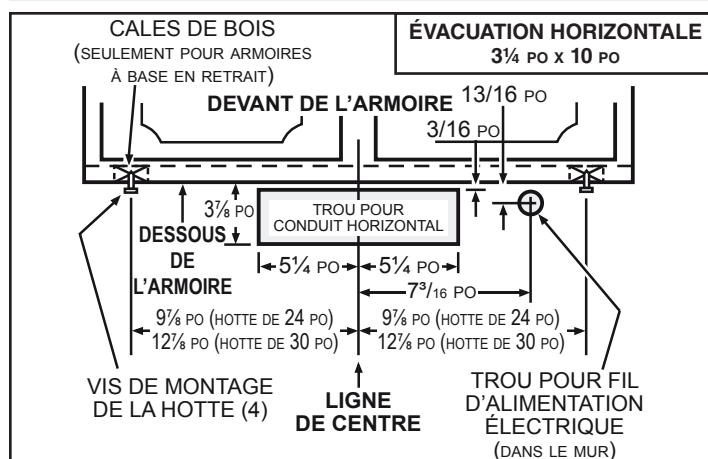 CALES DE BOIS
(SEULEMENT POUR ARMOIRES
À BASE EN RETRAIT)
ÉVACUATION HORIZONTALE
3¼ PO X 10 PO
DEVANT DE L’ARMOIRE
13/16 PO
3/16 PO
3⅞ PO
TROU POUR
CONDUIT HORIZONTAL
DESSOUS
DE
L’ARMOIRE
5¼ PO
5¼ PO
7³/₁₆ PO
9⅞ PO (HOTTE DE 24 PO)
12⅞ PO (HOTTE DE 30 PO)
9⅞ PO (HOTTE DE 24 PO)
12⅞ PO (HOTTE DE 30 PO)
VIS DE MONTAGE
DE LA HOTTE (4)
LIGNE
DE CENTRE
TROU POUR FIL
D’ALIMENTATION
ÉLECTRIQUE
(DANS LE MUR)